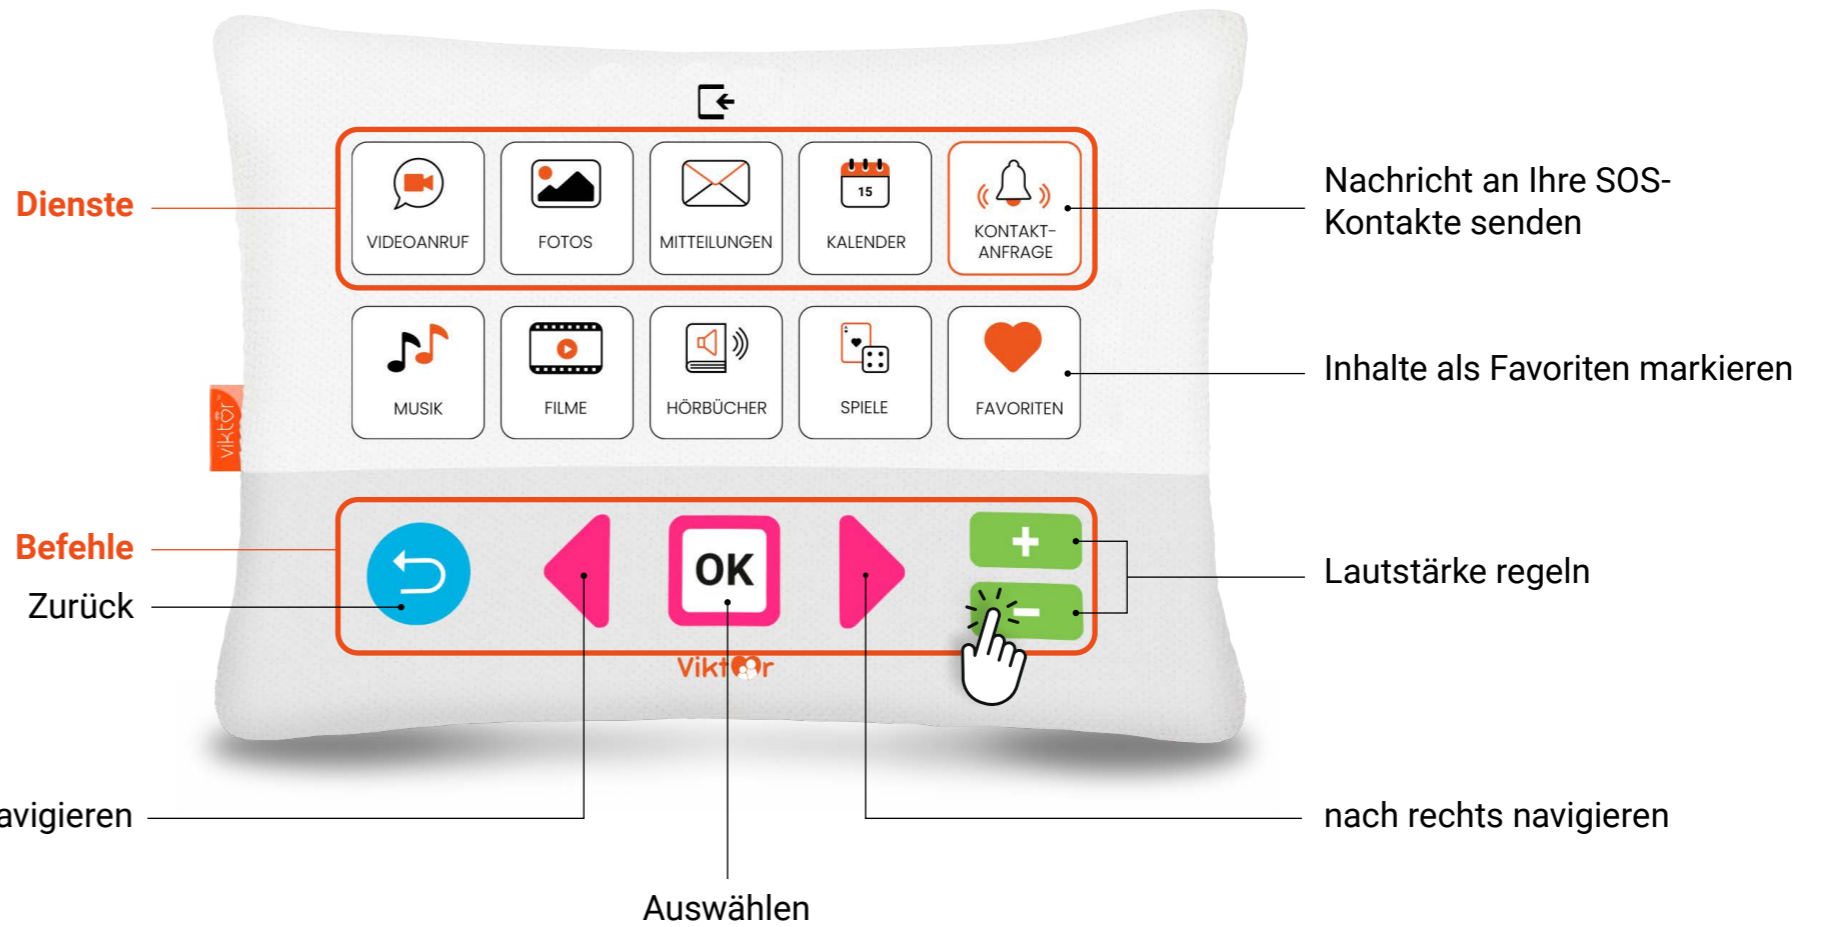 Dienste
VIDEOANRUF
FOTOS
MITTEILUNGEN
15
KALENDER
KONTAKT-
ANFRAGE
Nachricht an Ihre SOS-
Kontakte senden
MUSIK
FILME
HÖRBÜCHER
SPIELE
FAVORITEN
Inhalte als Favoriten markieren
viktor
Befehle
Zurück
OK
+
-
Lautstärke regeln
Viktor
avigieren
nach rechts navigieren
Auswählen